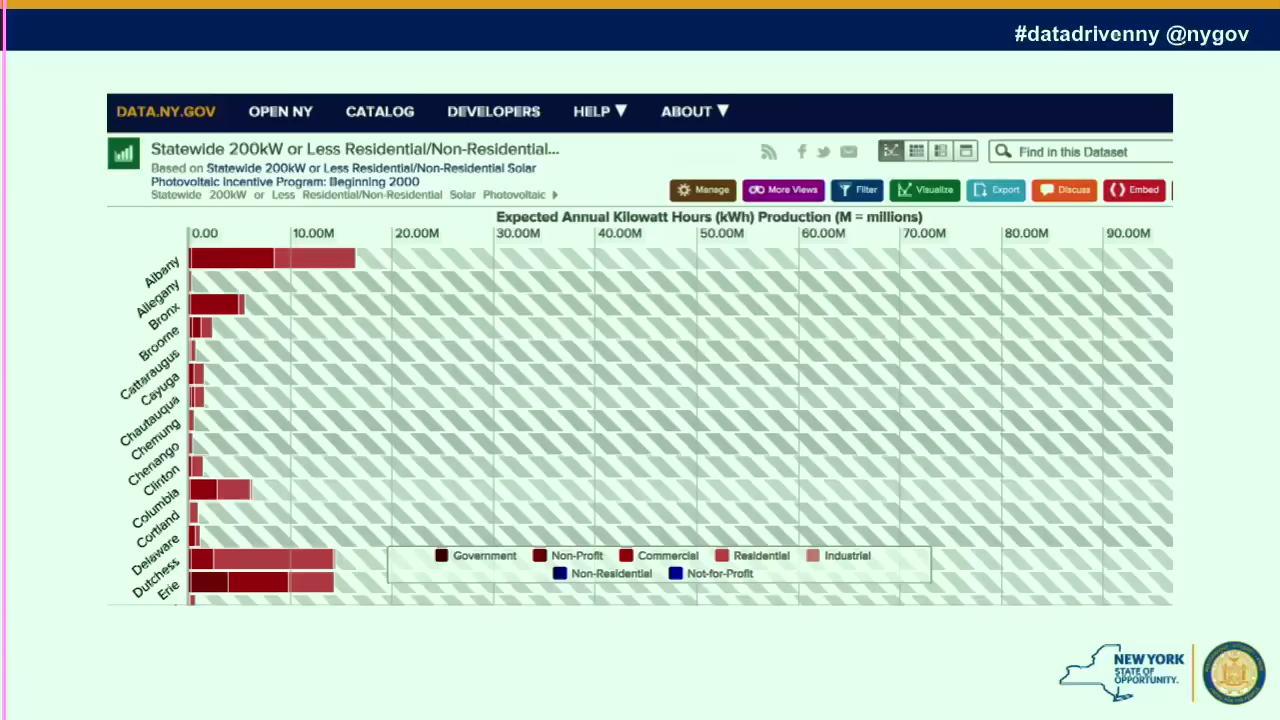 #datadrivenny @nygov
DATA.NY.GOV OPEN NY CATALOG DEVELOPERS HELP ▼ ABOUT ▼
Statewide 200kW or Less Residential/Non-Residential...
Based on Statewide 200kW or Less Residential/Non-Residential Solar
Photovoltaic Incentive Program: Beginning 2000
Statewide 200kW or Less Residential/Non-Residential Solar Photovoltaic
Find in this Dataset
Manage More Views Filter Visualize Export Discuss Embed
Expected Annual Kilowatt Hours (kWh) Production (M = millions)
0.00 10.00M 20.00M 30.00M 40.00M 50.00M 60.00M 70.00M 80.00M 90.00M
Albany
Allegany
Bronx
Broome
Cattaraugus
Cayuga
Chautauqua
Chemung
Chenango
Clinton
Columbia
Cortland
Delaware
Dutchess
Erie
Government Non-Profit Commercial Residential Industrial
Non-Residential Not-for-Profit
NEW YORK
STATE OF
OPPORTUNITY.